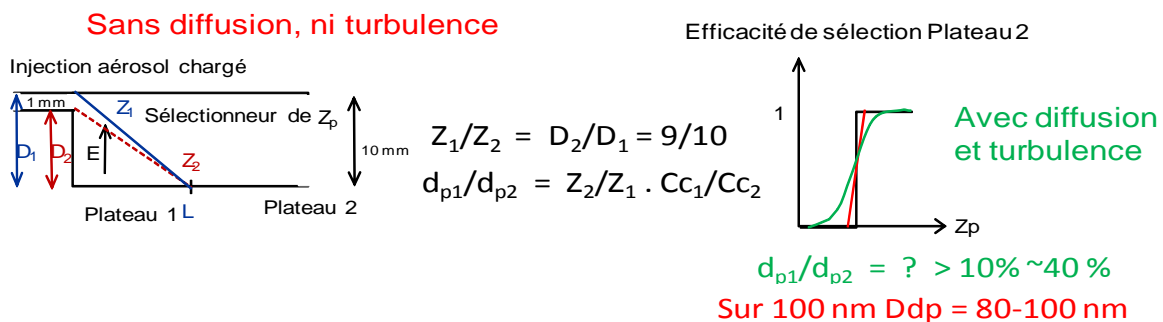 Sans diffusion, ni turbulence
Injection aérosol chargé
1 mm
Z1
Sélectionneur de Zp
D1
D2
E
Z2
10 mm
Plateau 1
L
Plateau 2
Z1/Z2 = D2/D1 = 9/10
dp1/dp2 = Z2/Z1 . Cc1/Cc2
Efficacité de sélection Plateau 2
1
Avec diffusion
et turbulence
Zp
dp1/dp2 = ? > 10% ~40 %
Sur 100 nm Ddp = 80-100 nm